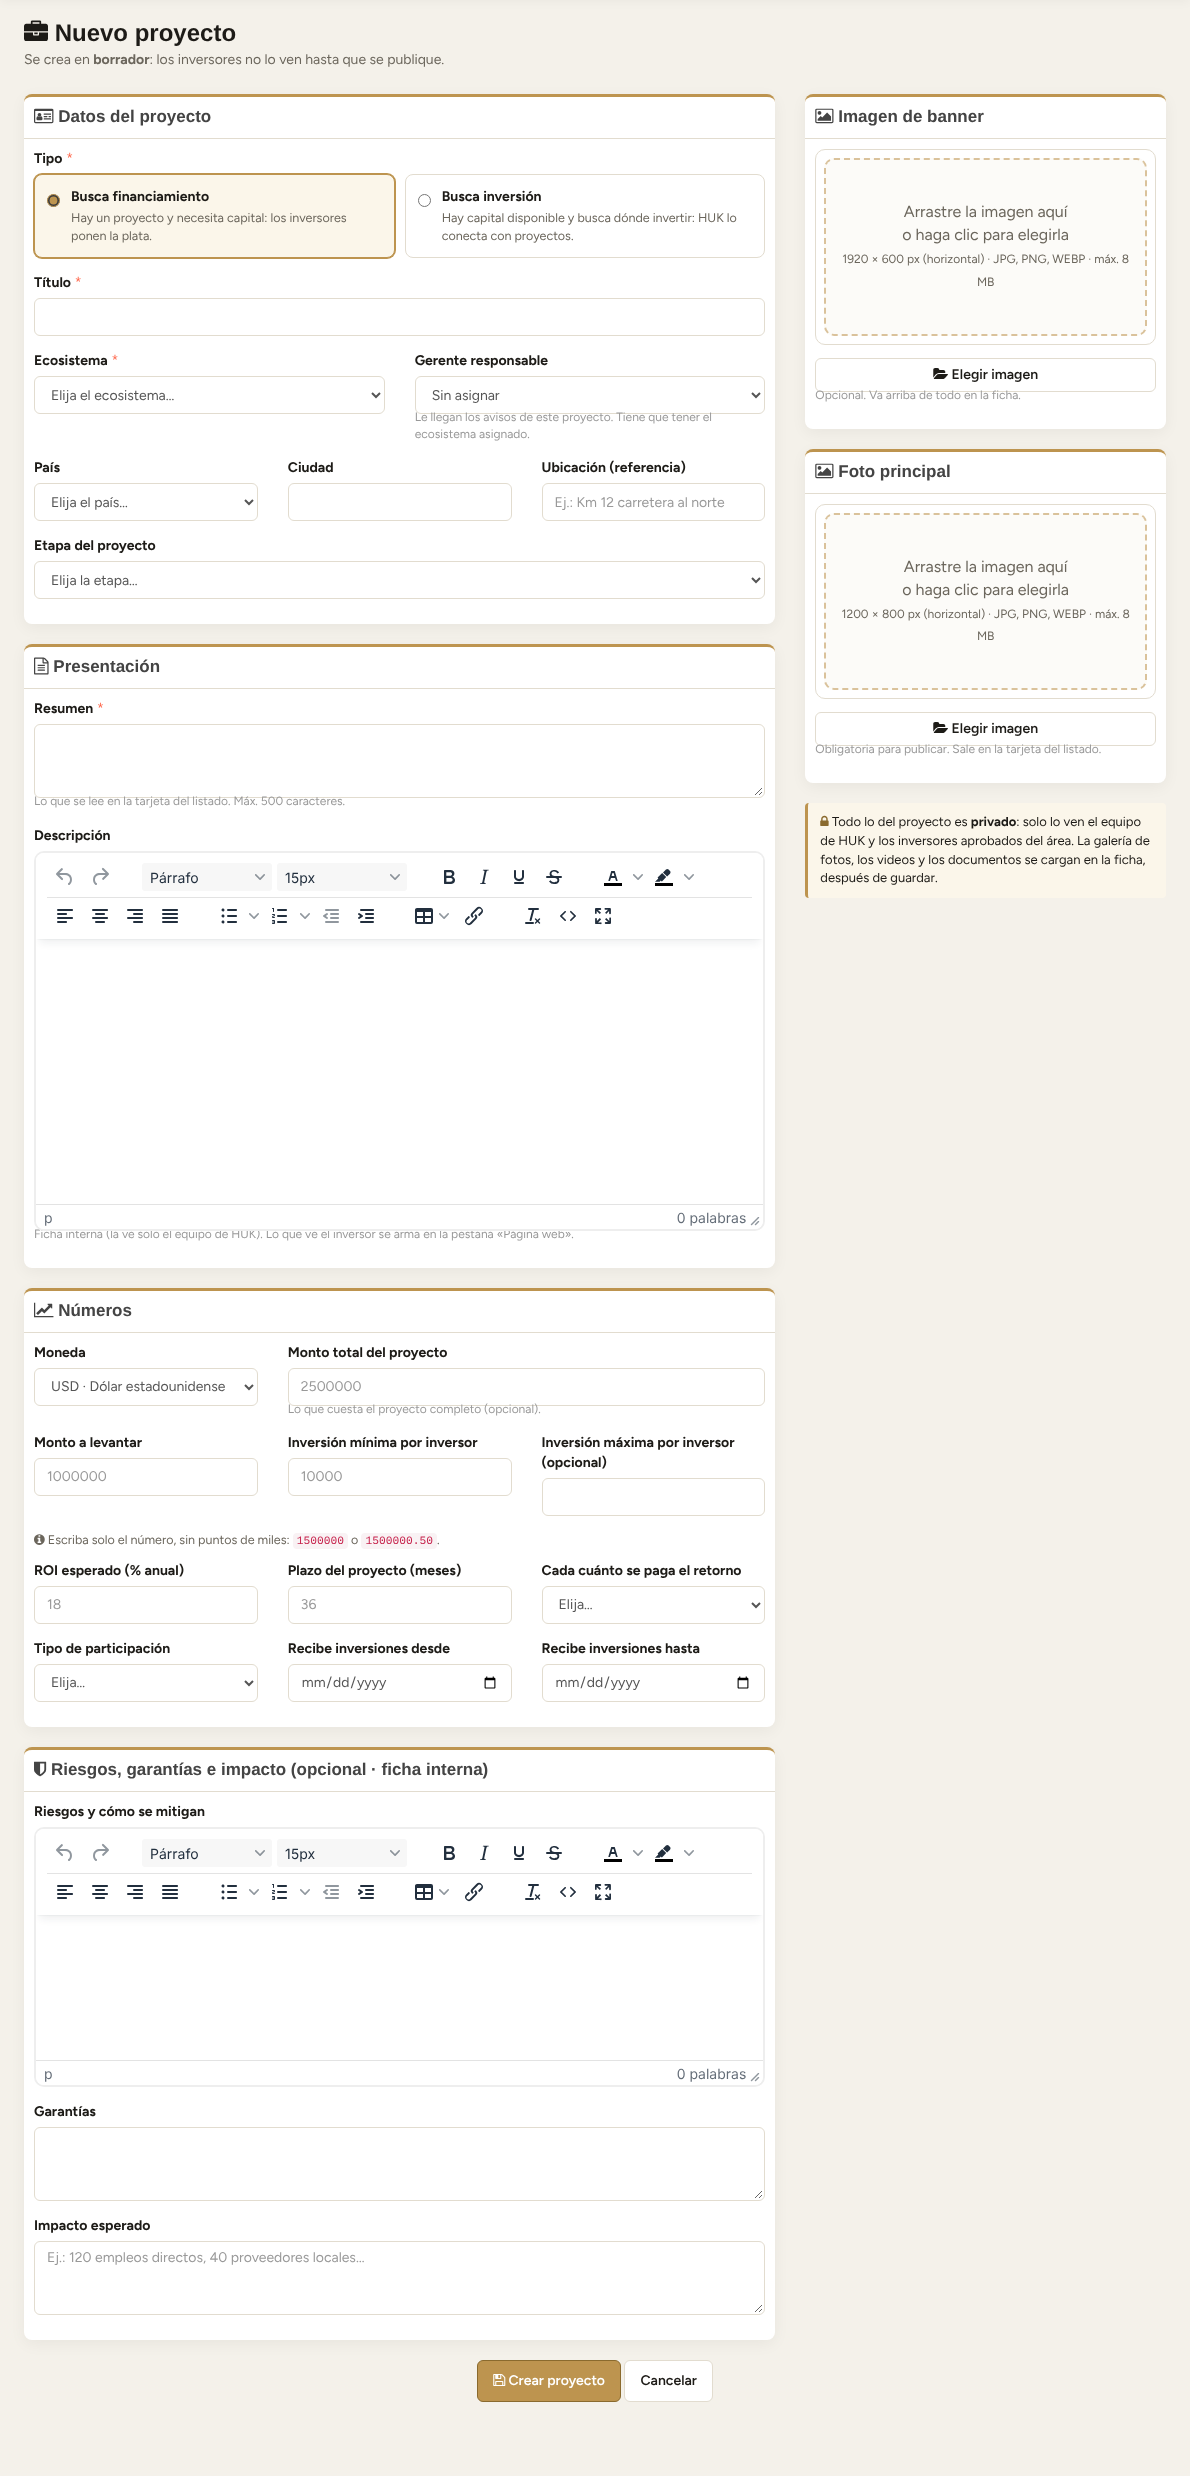 Nuevo proyecto
Se crea en borrador: los inversores no lo ven hasta que se publique.
Datos del proyecto
Tipo *
Busca financiamiento
Hay un proyecto y necesita capital: los inversores
ponen la plata.
Busca inversión
Hay capital disponible y busca dónde invertir: HUK lo
conecta con proyectos.
Título *
Ecosistema *
Elija el ecosistema...
Gerente responsable
Sin asignar
Le llegan los avisos de este proyecto. Tiene que tener el
ecosistema asignado.
País
Elija el país...
Ciudad
Ubicación (referencia)
Ej.: Km 12 carretera al norte
Etapa del proyecto
Elija la etapa...
Presentación
Resumen *
Lo que se lee en la tarjeta del listado. Máx. 500 caracteres.
Descripción
Párrafo
15px
p
0 palabras
Ficha interna (la ve solo el equipo de HUK). Lo que ve el inversor se arma en la pestaña «Página web».
Números
Moneda
USD · Dólar estadounidense
Monto total del proyecto
2500000
Lo que cuesta el proyecto completo (opcional).
Monto a levantar
1000000
Inversión mínima por inversor
10000
Inversión máxima por inversor
(opcional)
Escriba solo el número, sin puntos de miles: 1500000 o 1500000.50.
ROI esperado (% anual)
18
Plazo del proyecto (meses)
36
Cada cuánto se paga el retorno
Elija...
Tipo de participación
Elija...
Recibe inversiones desde
mm/dd/yyyy
Recibe inversiones hasta
mm/dd/yyyy
Riesgos, garantías e impacto (opcional · ficha interna)
Riesgos y cómo se mitigan
Párrafo
15px
p
0 palabras
Garantías
Impacto esperado
Ej.: 120 empleos directos, 40 proveedores locales...
Crear proyecto
Cancelar
Imagen de banner
Arrastre la imagen aquí
o haga clic para elegirla
1920 × 600 px (horizontal) · JPG, PNG, WEBP · máx. 8
MB
Elegir imagen
Opcional. Va arriba de todo en la ficha.
Foto principal
Arrastre la imagen aquí
o haga clic para elegirla
1200 × 800 px (horizontal) · JPG, PNG, WEBP · máx. 8
MB
Elegir imagen
Obligatoria para publicar. Sale en la tarjeta del listado.
Todo lo del proyecto es privado: solo lo ven el equipo
de HUK y los inversores aprobados del área. La galería de
fotos, los videos y los documentos se cargan en la ficha,
después de guardar.